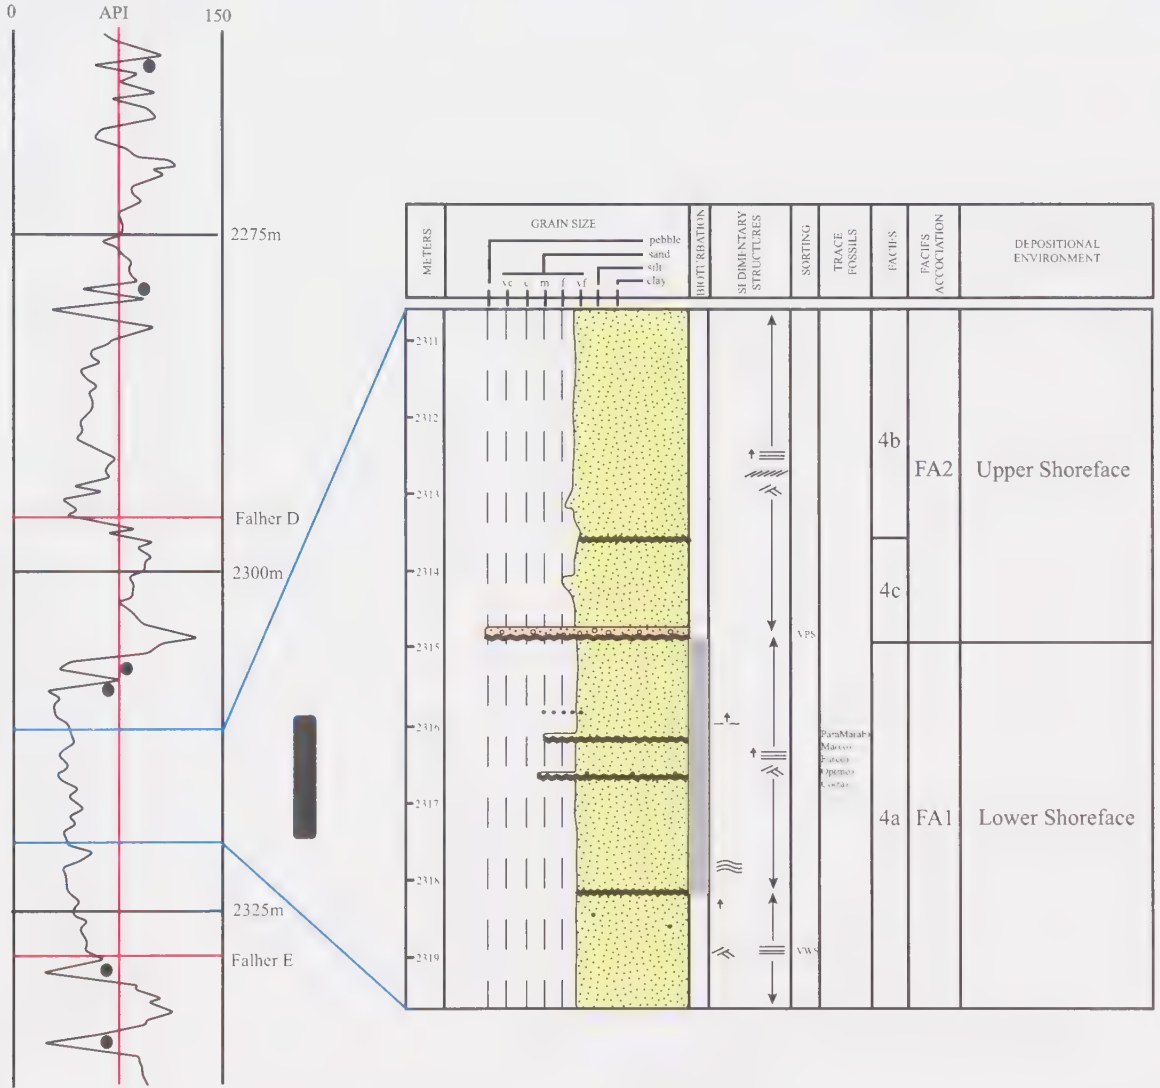 0 API 150
2275m
Falher D
2300m
2325m
Falher E
METERS
GRAIN SIZE
pebble
sand
silt
clay
vc c m f vf
BIOTURBATION
SEDIMENTARY
STRUCTURES
SORTING
TRACE
FOSSILS
FACIES
FACIES
ACCOCIATION
DEPOSITIONAL
ENVIRONMENT
2311
2312
2313
2314
2315
2316
2317
2318
2319
VPS
VWS
4b
4c
4a
FA2
FA1
Upper Shoreface
Lower Shoreface